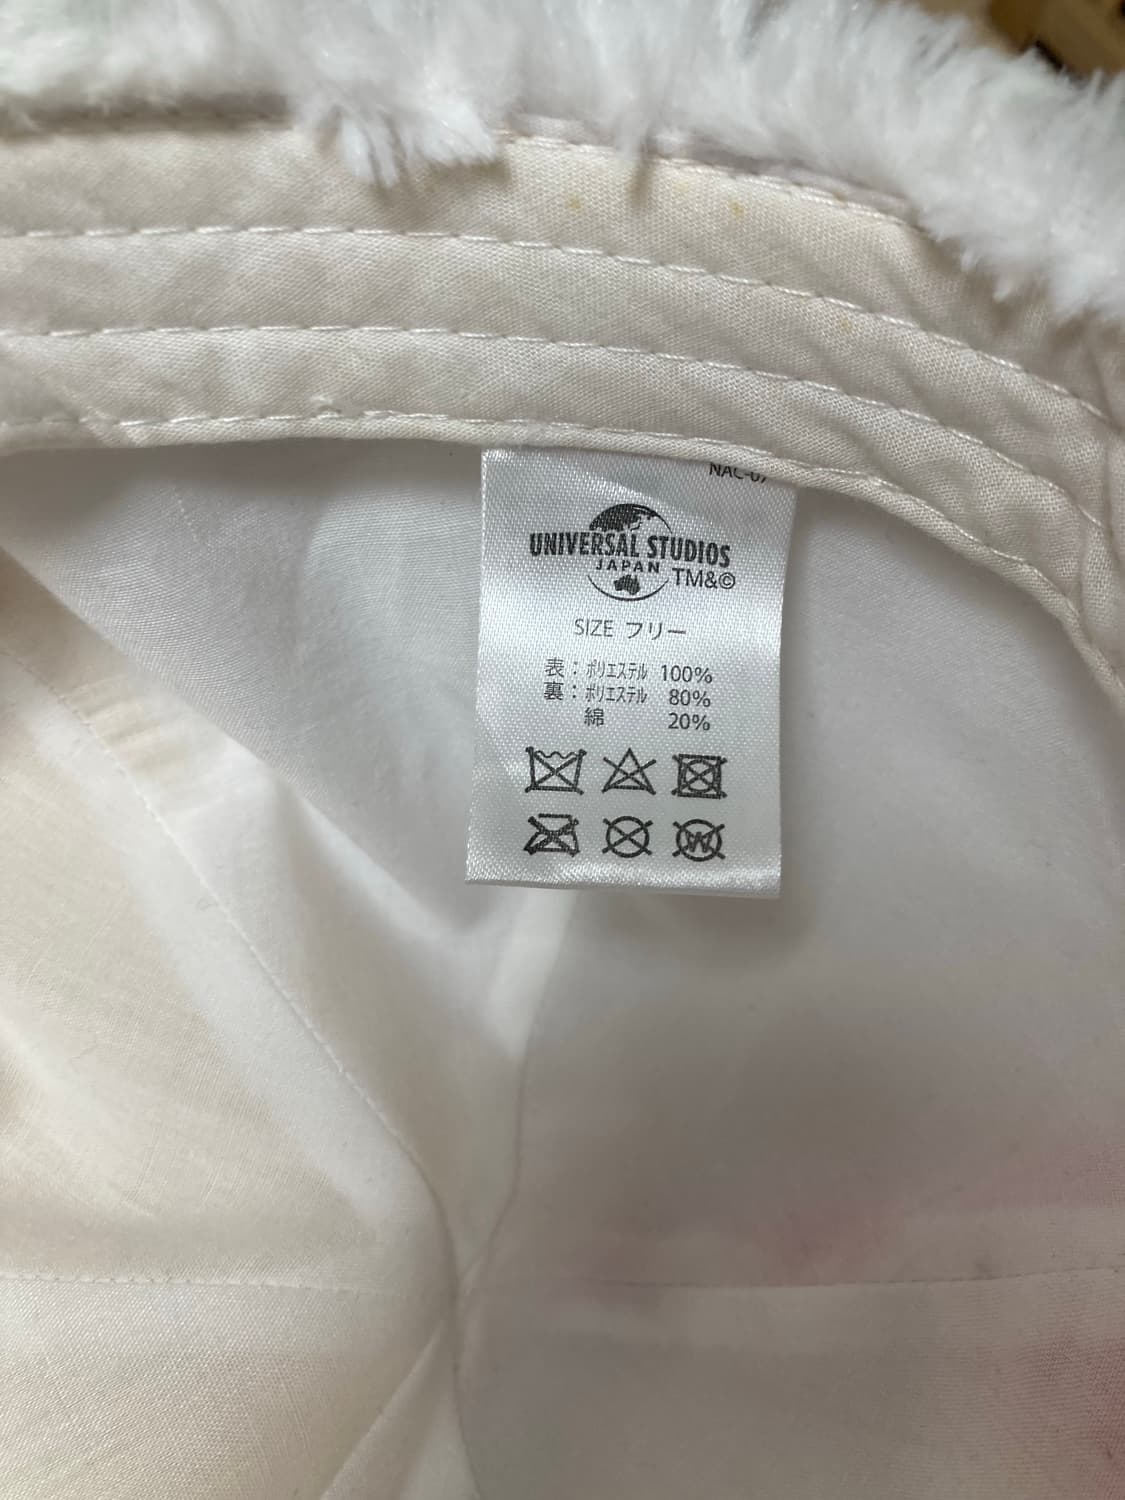 NAC-07
UNIVERSAL STUDIOS
JAPAN TM&©
SIZE フリー
表：ポリエステル 100%
裏：ポリエステル 80%
綿 20%
W